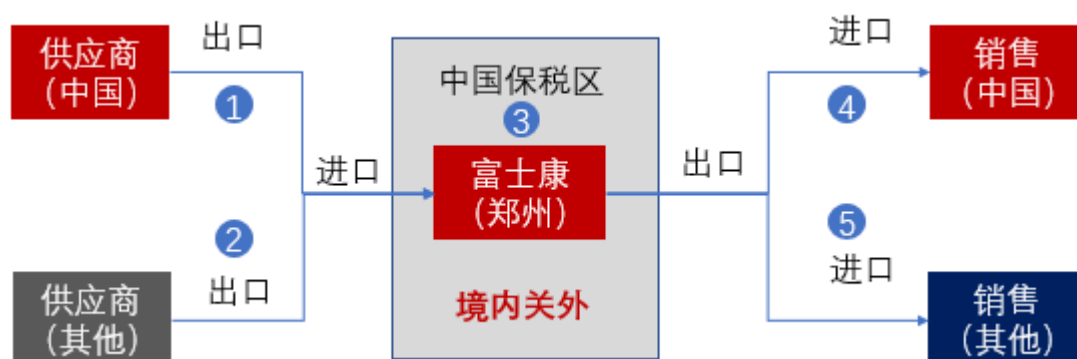 供应商
（中国）
出口
1
供应商
（其他）
2
出口
进口
中国保税区
3
富士康
（郑州）
境内关外
出口
进口
4
销售
（中国）
5
进口
销售
（其他）